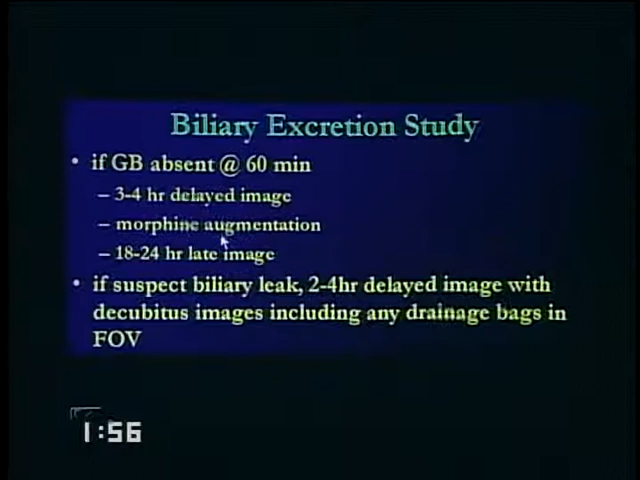 Biliary Excretion Study
• if GB absent @ 60 min
– 3-4 hr delayed image
– morphine augmentation
– 18-24 hr late image
• if suspect biliary leak, 2-4hr delayed image with
decubitus images including any drainage bags in
FOV
1:56